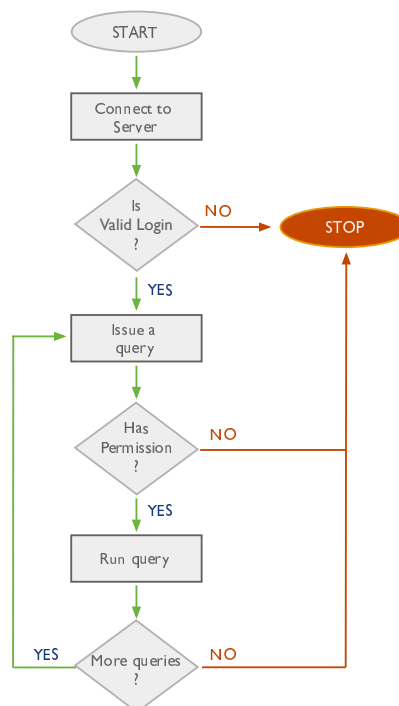 START
Connect to
Server
Is
Valid Login
?
NO
STOP
YES
Issue a
query
Has
Permission
?
NO
YES
Run query
YES
More queries
?
NO